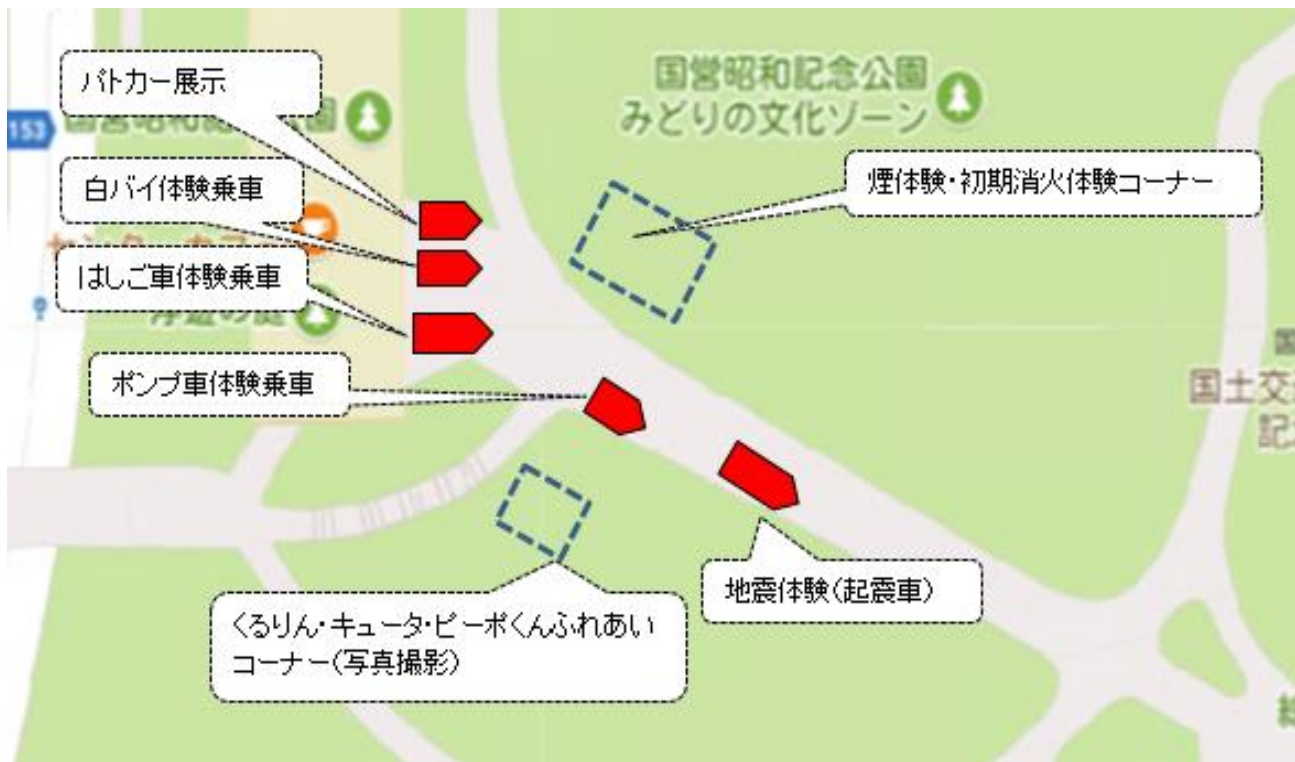 パトカー展示
国営昭和記念公園
みどりの文化ゾーン
153
白バイ体験乗車
煙体験・初期消火体験コーナー
はしご車体験乗車
ポンプ車体験乗車
国土交
地震体験(起震車)
くるりん・キュータ・ピーポくんふれあい
コーナー(写真撮影)